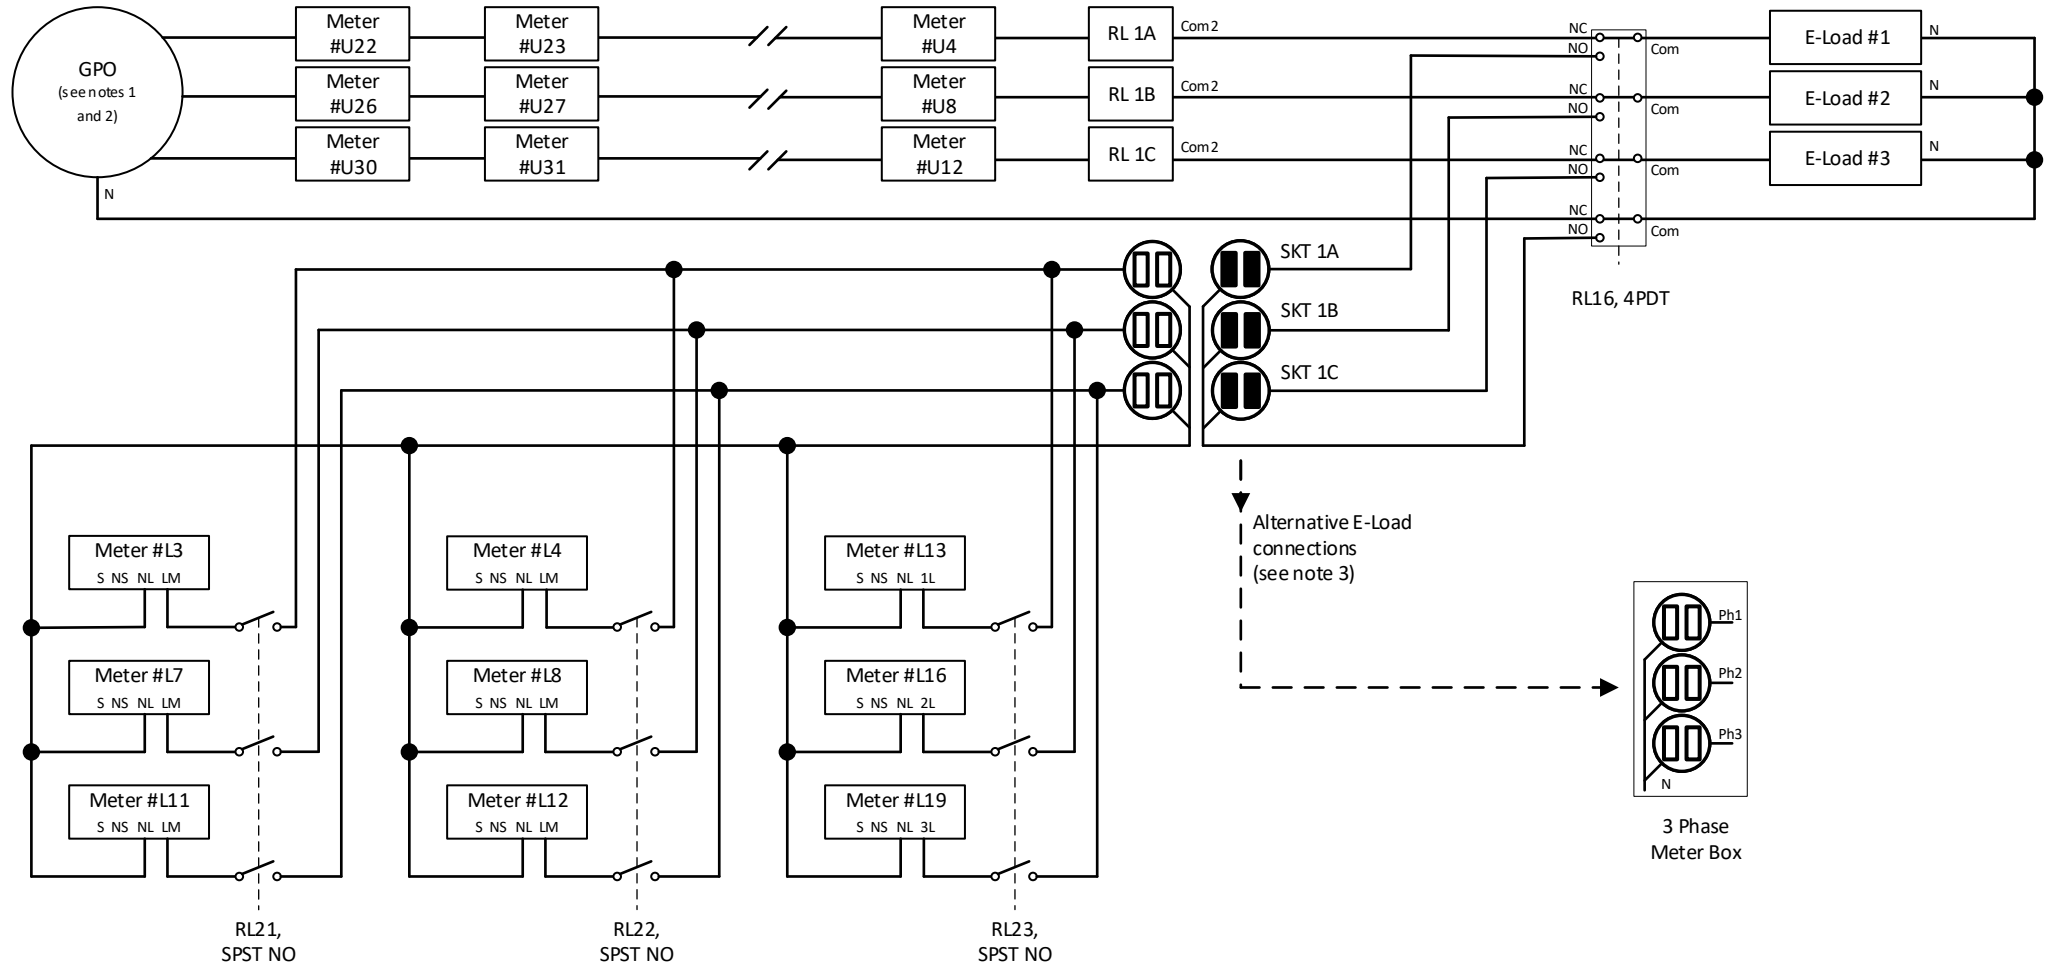 Meter
#U22
Meter
#U23
Meter
#U4
RL 1A
Com2
NC
NO
Com
E-Load #1
N
GPO
(see notes 1
and 2)
Meter
#U26
Meter
#U27
Meter
#U8
RL 1B
Com2
NC
NO
Com
E-Load #2
N
Meter
#U30
Meter
#U31
Meter
#U12
RL 1C
Com2
NC
NO
Com
E-Load #3
N
N
NC
NO
Com
RL16, 4PDT
SKT 1A
SKT 1B
SKT 1C
Alternative E-Load
connections
(see note 3)
Meter #L3
S NS NL LM
Meter #L4
S NS NL LM
Meter #L13
S NS NL 1L
Meter #L7
S NS NL LM
Meter #L8
S NS NL LM
Meter #L16
S NS NL 2L
Meter #L11
S NS NL LM
Meter #L12
S NS NL LM
Meter #L19
S NS NL 3L
RL21,
SPST NO
RL22,
SPST NO
RL23,
SPST NO
Ph1
Ph2
Ph3
N
3 Phase
Meter Box